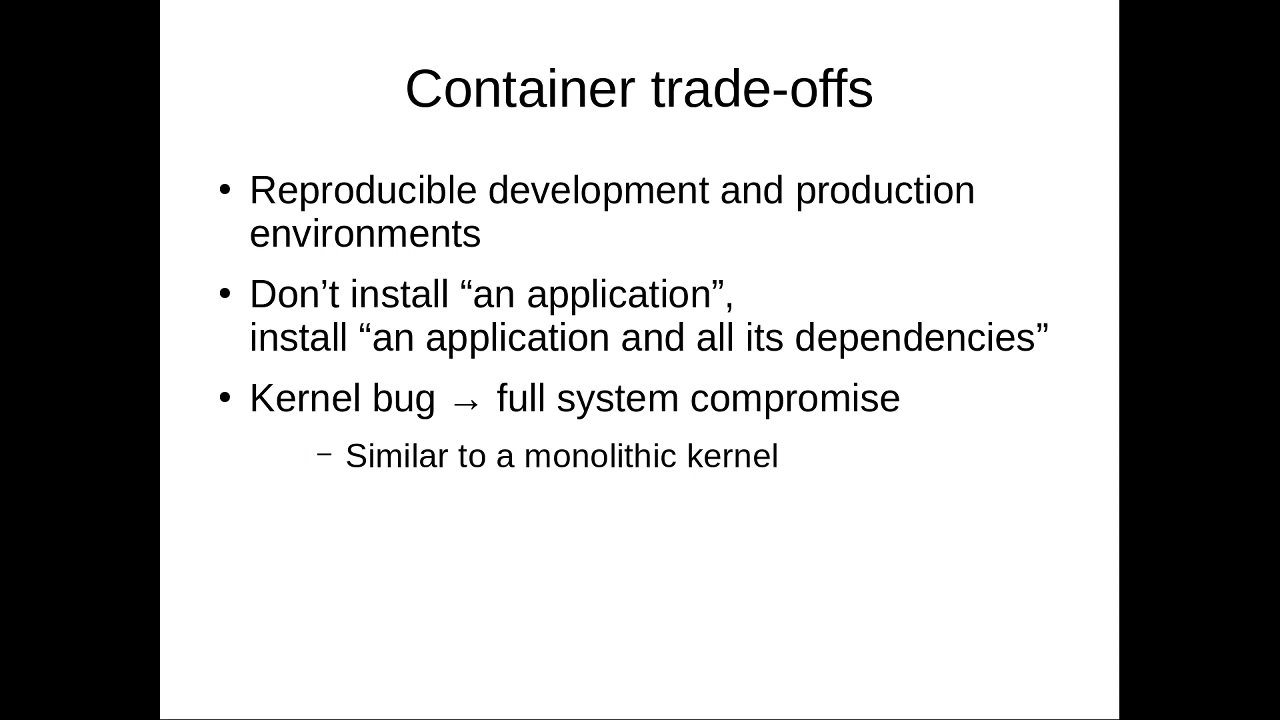 Container trade-offs
• Reproducible development and production
environments
• Don’t install “an application”,
install “an application and all its dependencies”
• Kernel bug → full system compromise
– Similar to a monolithic kernel